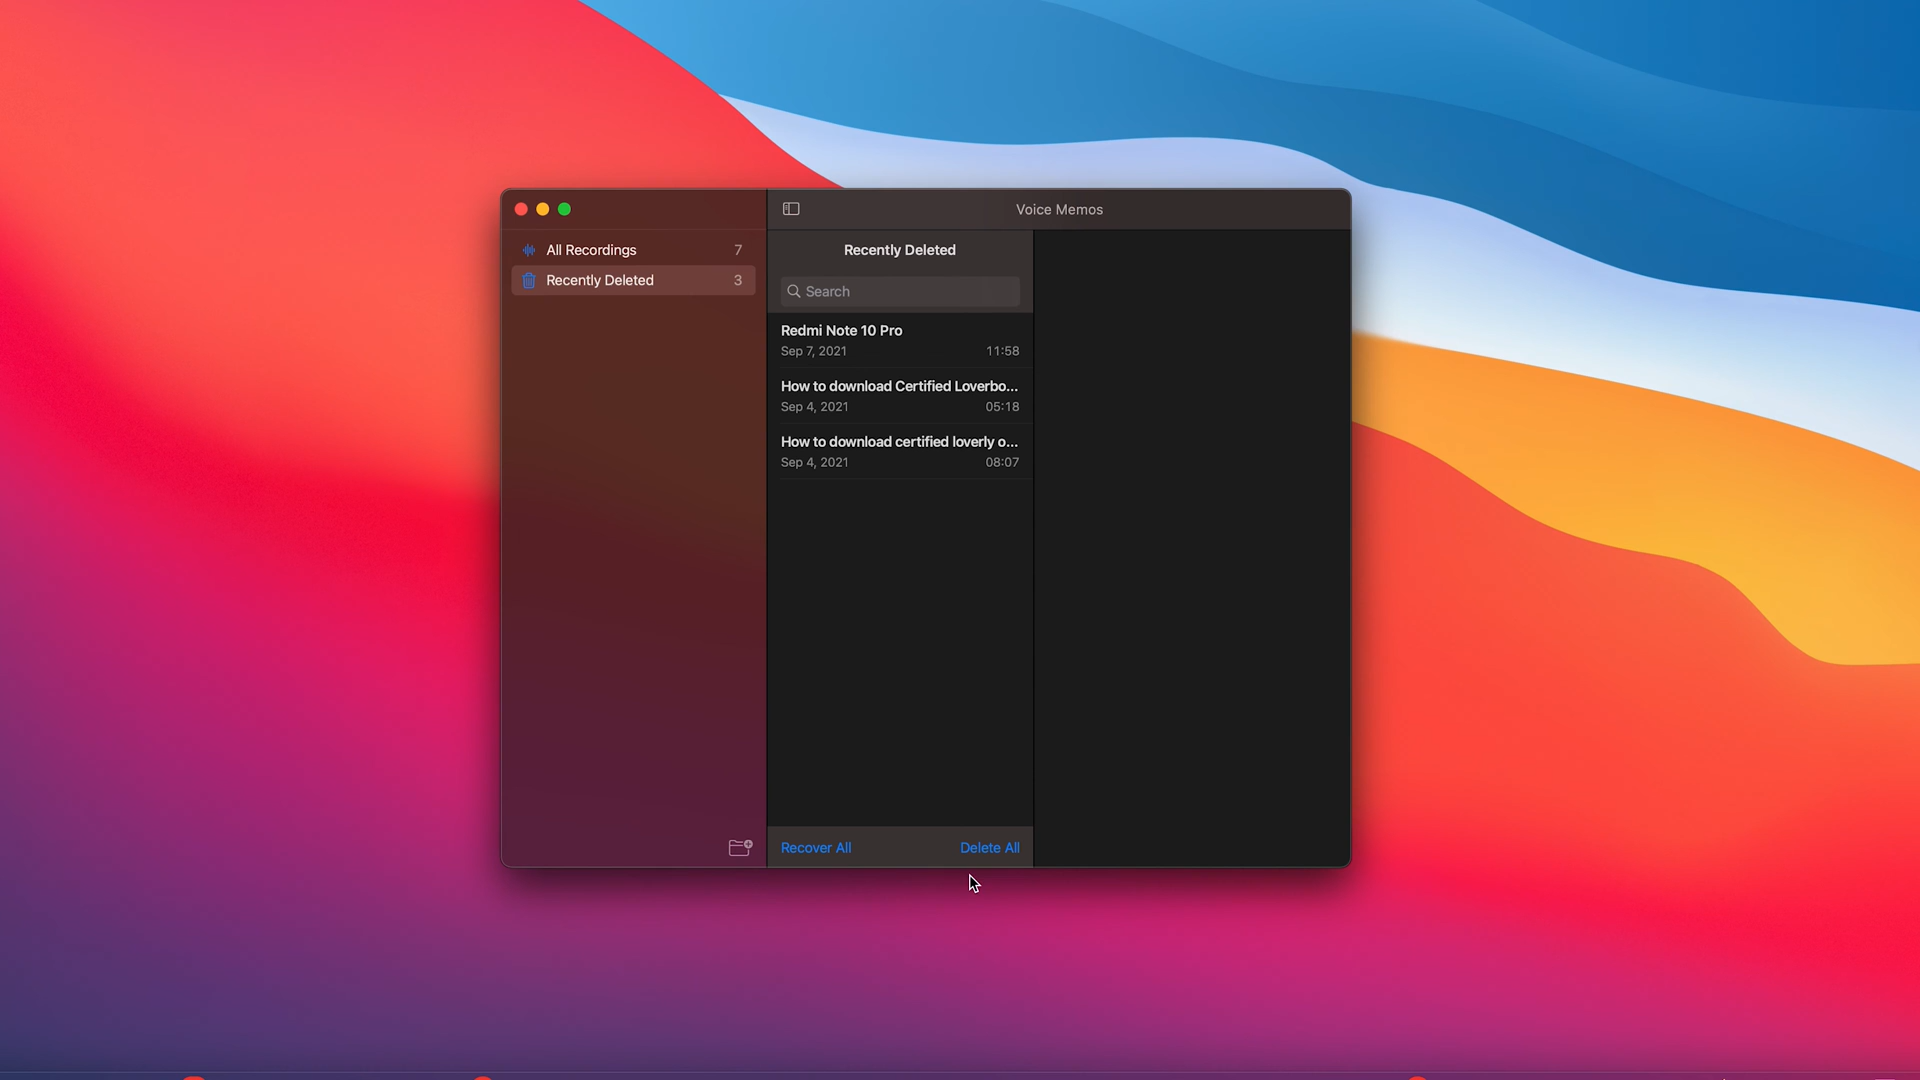 Voice Memos
All Recordings 7
Recently Deleted 3
Recently Deleted
Search
Redmi Note 10 Pro
Sep 7, 2021 11:58
How to download Certified Loverbo...
Sep 4, 2021 05:18
How to download certified loverly o...
Sep 4, 2021 08:07
Recover All Delete All